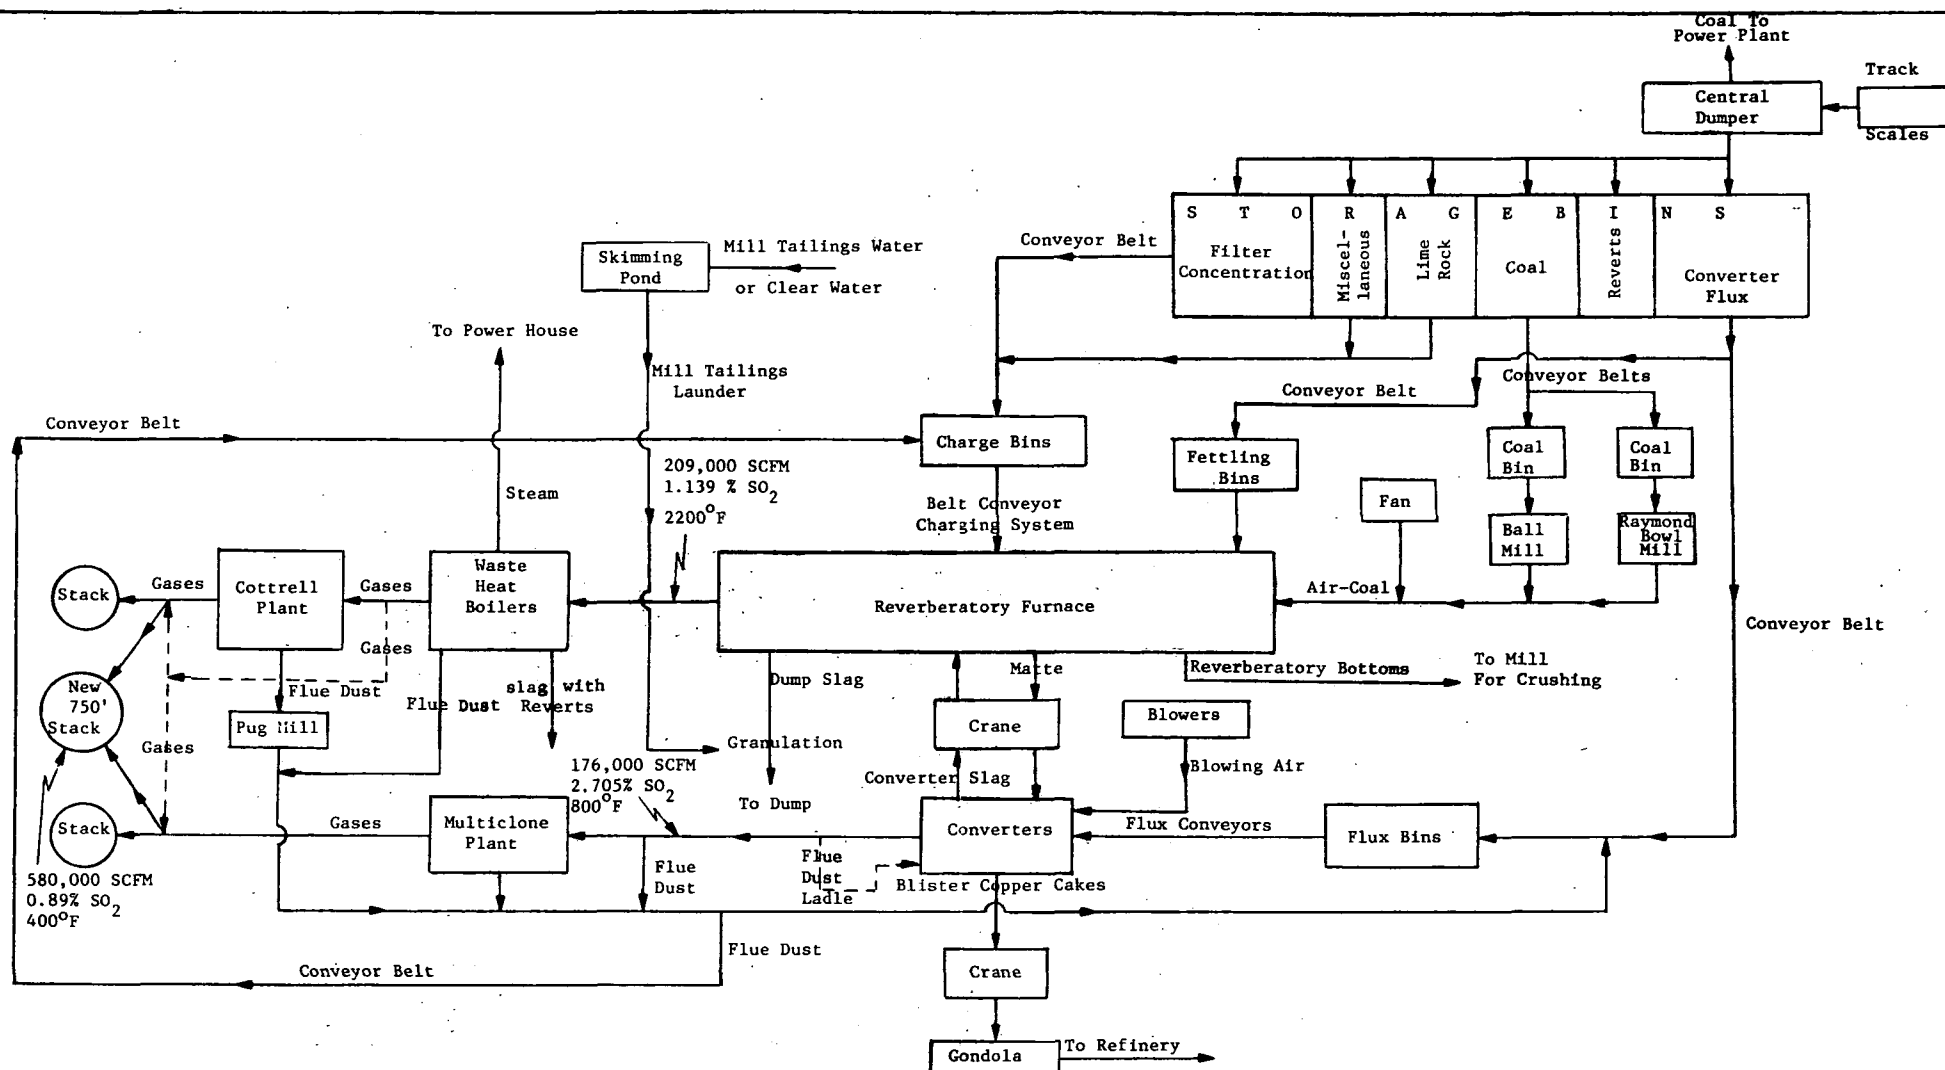 Coal To
Power Plant
Track
Central
Dumper
Scales
S T O R A G E B I N S
Filter
Concentration
Miscel-
laneous
Lime
Rock
Coal
Reverts
Converter
Flux
Conveyor Belt
Skimming
Pond
Mill Tailings Water
or Clear Water
To Power House
Mill Tailings
Launder
Conveyor Belt
Conveyor Belts
Conveyor Belt
Charge Bins
Fettling
Bins
Coal
Bin
Coal
Bin
209,000 SCFM
1.139 % SO2
2200°F
Steam
Belt Conveyor
Charging System
Fan
Ball
Mill
Raymond
Bowl
Mill
Stack
Gases
Cottrell
Plant
Gases
Waste
Heat
Boilers
Reverberatory Furnace
Air-Coal
Conveyor Belt
Gases
New
750'
Stack
Flue Dust
Flue Dust
slag with
Reverts
Dump Slag
Matte
Reverberatory Bottoms
To Mill
For Crushing
Pug Mill
Gases
Granulation
Crane
Blowers
176,000 SCFM
2.705% SO2
800°F
Converter Slag
Blowing Air
To Dump
Stack
Gases
Multiclone
Plant
Converters
Flux Conveyors
Flux Bins
Flue
Dust
Flue
Dust
Ladle
Blister Copper Cakes
580,000 SCFM
0.89% SO2
400°F
Flue Dust
Conveyor Belt
Crane
Gondola
To Refinery